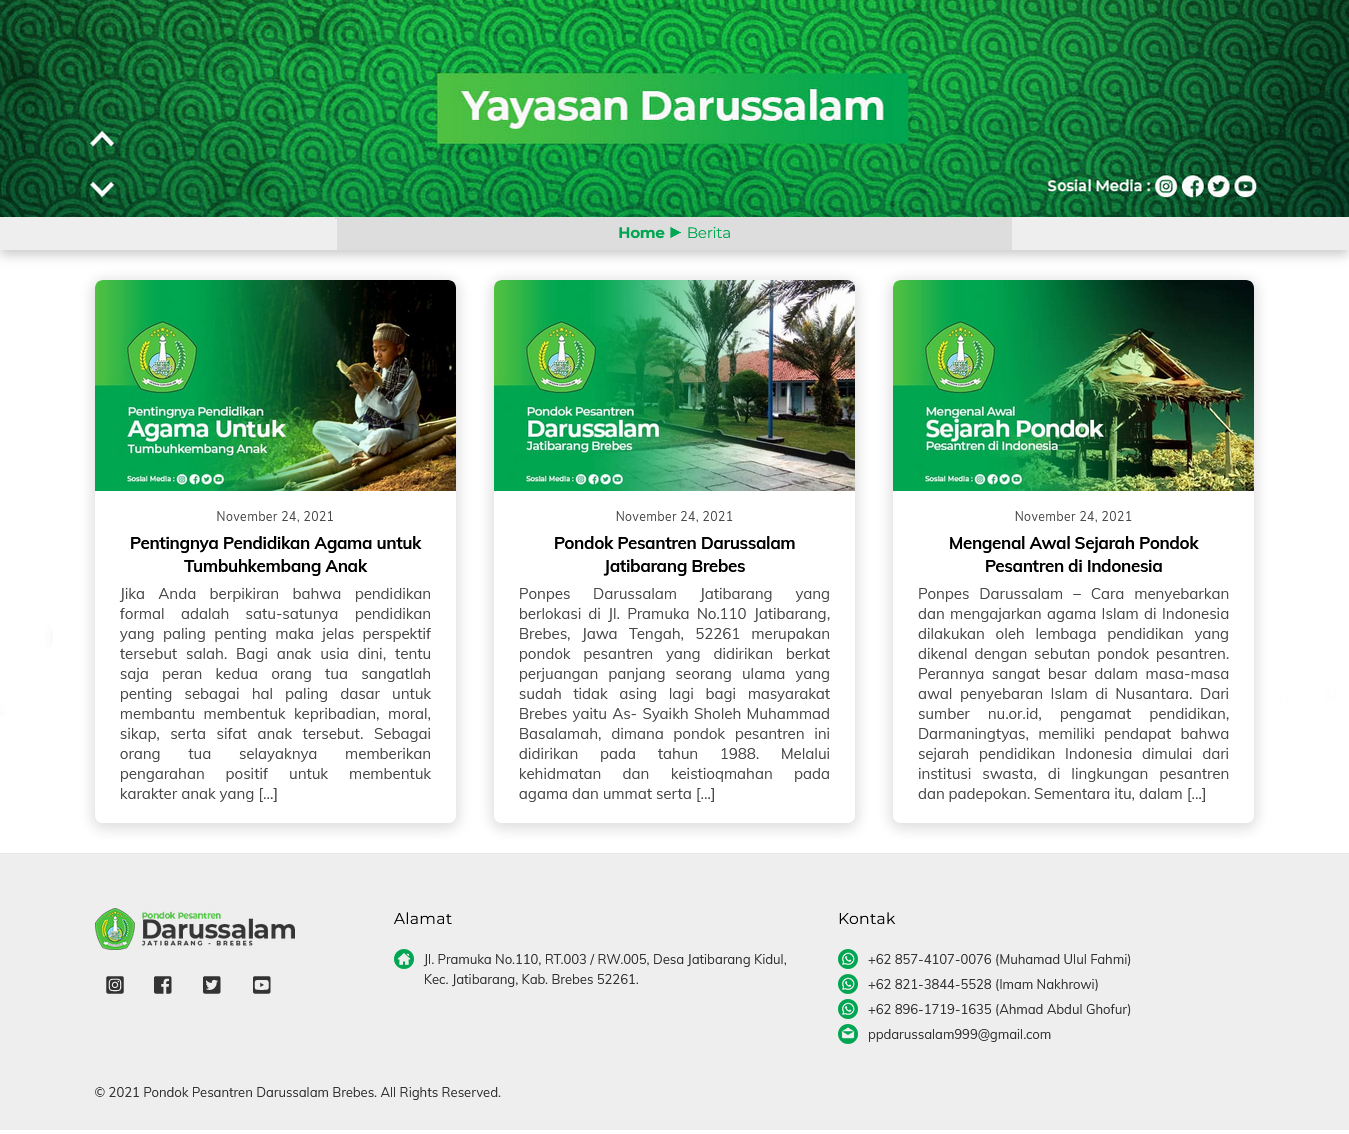 Yayasan Darussalam
Sosial Media :
Home ▶ Berita
Pentingnya Pendidikan
Agama Untuk
Tumbuhkembang Anak
Sosial Media :
November 24, 2021
Pentingnya Pendidikan Agama untuk
Tumbuhkembang Anak
Jika Anda berpikiran bahwa pendidikan
formal adalah satu-satunya pendidikan
yang paling penting maka jelas perspektif
tersebut salah. Bagi anak usia dini, tentu
saja peran kedua orang tua sangatlah
penting sebagai hal paling dasar untuk
membantu membentuk kepribadian, moral,
sikap, serta sifat anak tersebut. Sebagai
orang tua selayaknya memberikan
pengarahan positif untuk membentuk
karakter anak yang [...]
Pondok Pesantren
Darussalam
Jatibarang Brebes
Sosial Media :
November 24, 2021
Pondok Pesantren Darussalam
Jatibarang Brebes
Ponpes Darussalam Jatibarang yang
berlokasi di Jl. Pramuka No.110 Jatibarang,
Brebes, Jawa Tengah, 52261 merupakan
pondok pesantren yang didirikan berkat
perjuangan panjang seorang ulama yang
sudah tidak asing lagi bagi masyarakat
Brebes yaitu As- Syaikh Sholeh Muhammad
Basalamah, dimana pondok pesantren ini
didirikan pada tahun 1988. Melalui
kehidmatan dan keistioqmahan pada
agama dan ummat serta [...]
Mengenal Awal
Sejarah Pondok
Pesantren di Indonesia
Sosial Media :
November 24, 2021
Mengenal Awal Sejarah Pondok
Pesantren di Indonesia
Ponpes Darussalam – Cara menyebarkan
dan mengajarkan agama Islam di Indonesia
dilakukan oleh lembaga pendidikan yang
dikenal dengan sebutan pondok pesantren.
Perannya sangat besar dalam masa-masa
awal penyebaran Islam di Nusantara. Dari
sumber nu.or.id, pengamat pendidikan,
Darmaningtyas, memiliki pendapat bahwa
sejarah pendidikan Indonesia dimulai dari
institusi swasta, di lingkungan pesantren
dan padepokan. Sementara itu, dalam [...]
Pondok Pesantren
Darussalam
JATIBARANG - BREBES
Alamat
Jl. Pramuka No.110, RT.003 / RW.005, Desa Jatibarang Kidul,
Kec. Jatibarang, Kab. Brebes 52261.
Kontak
+62 857-4107-0076 (Muhamad Ulul Fahmi)
+62 821-3844-5528 (Imam Nakhrowi)
+62 896-1719-1635 (Ahmad Abdul Ghofur)
ppdarussalam999@gmail.com
© 2021 Pondok Pesantren Darussalam Brebes. All Rights Reserved.